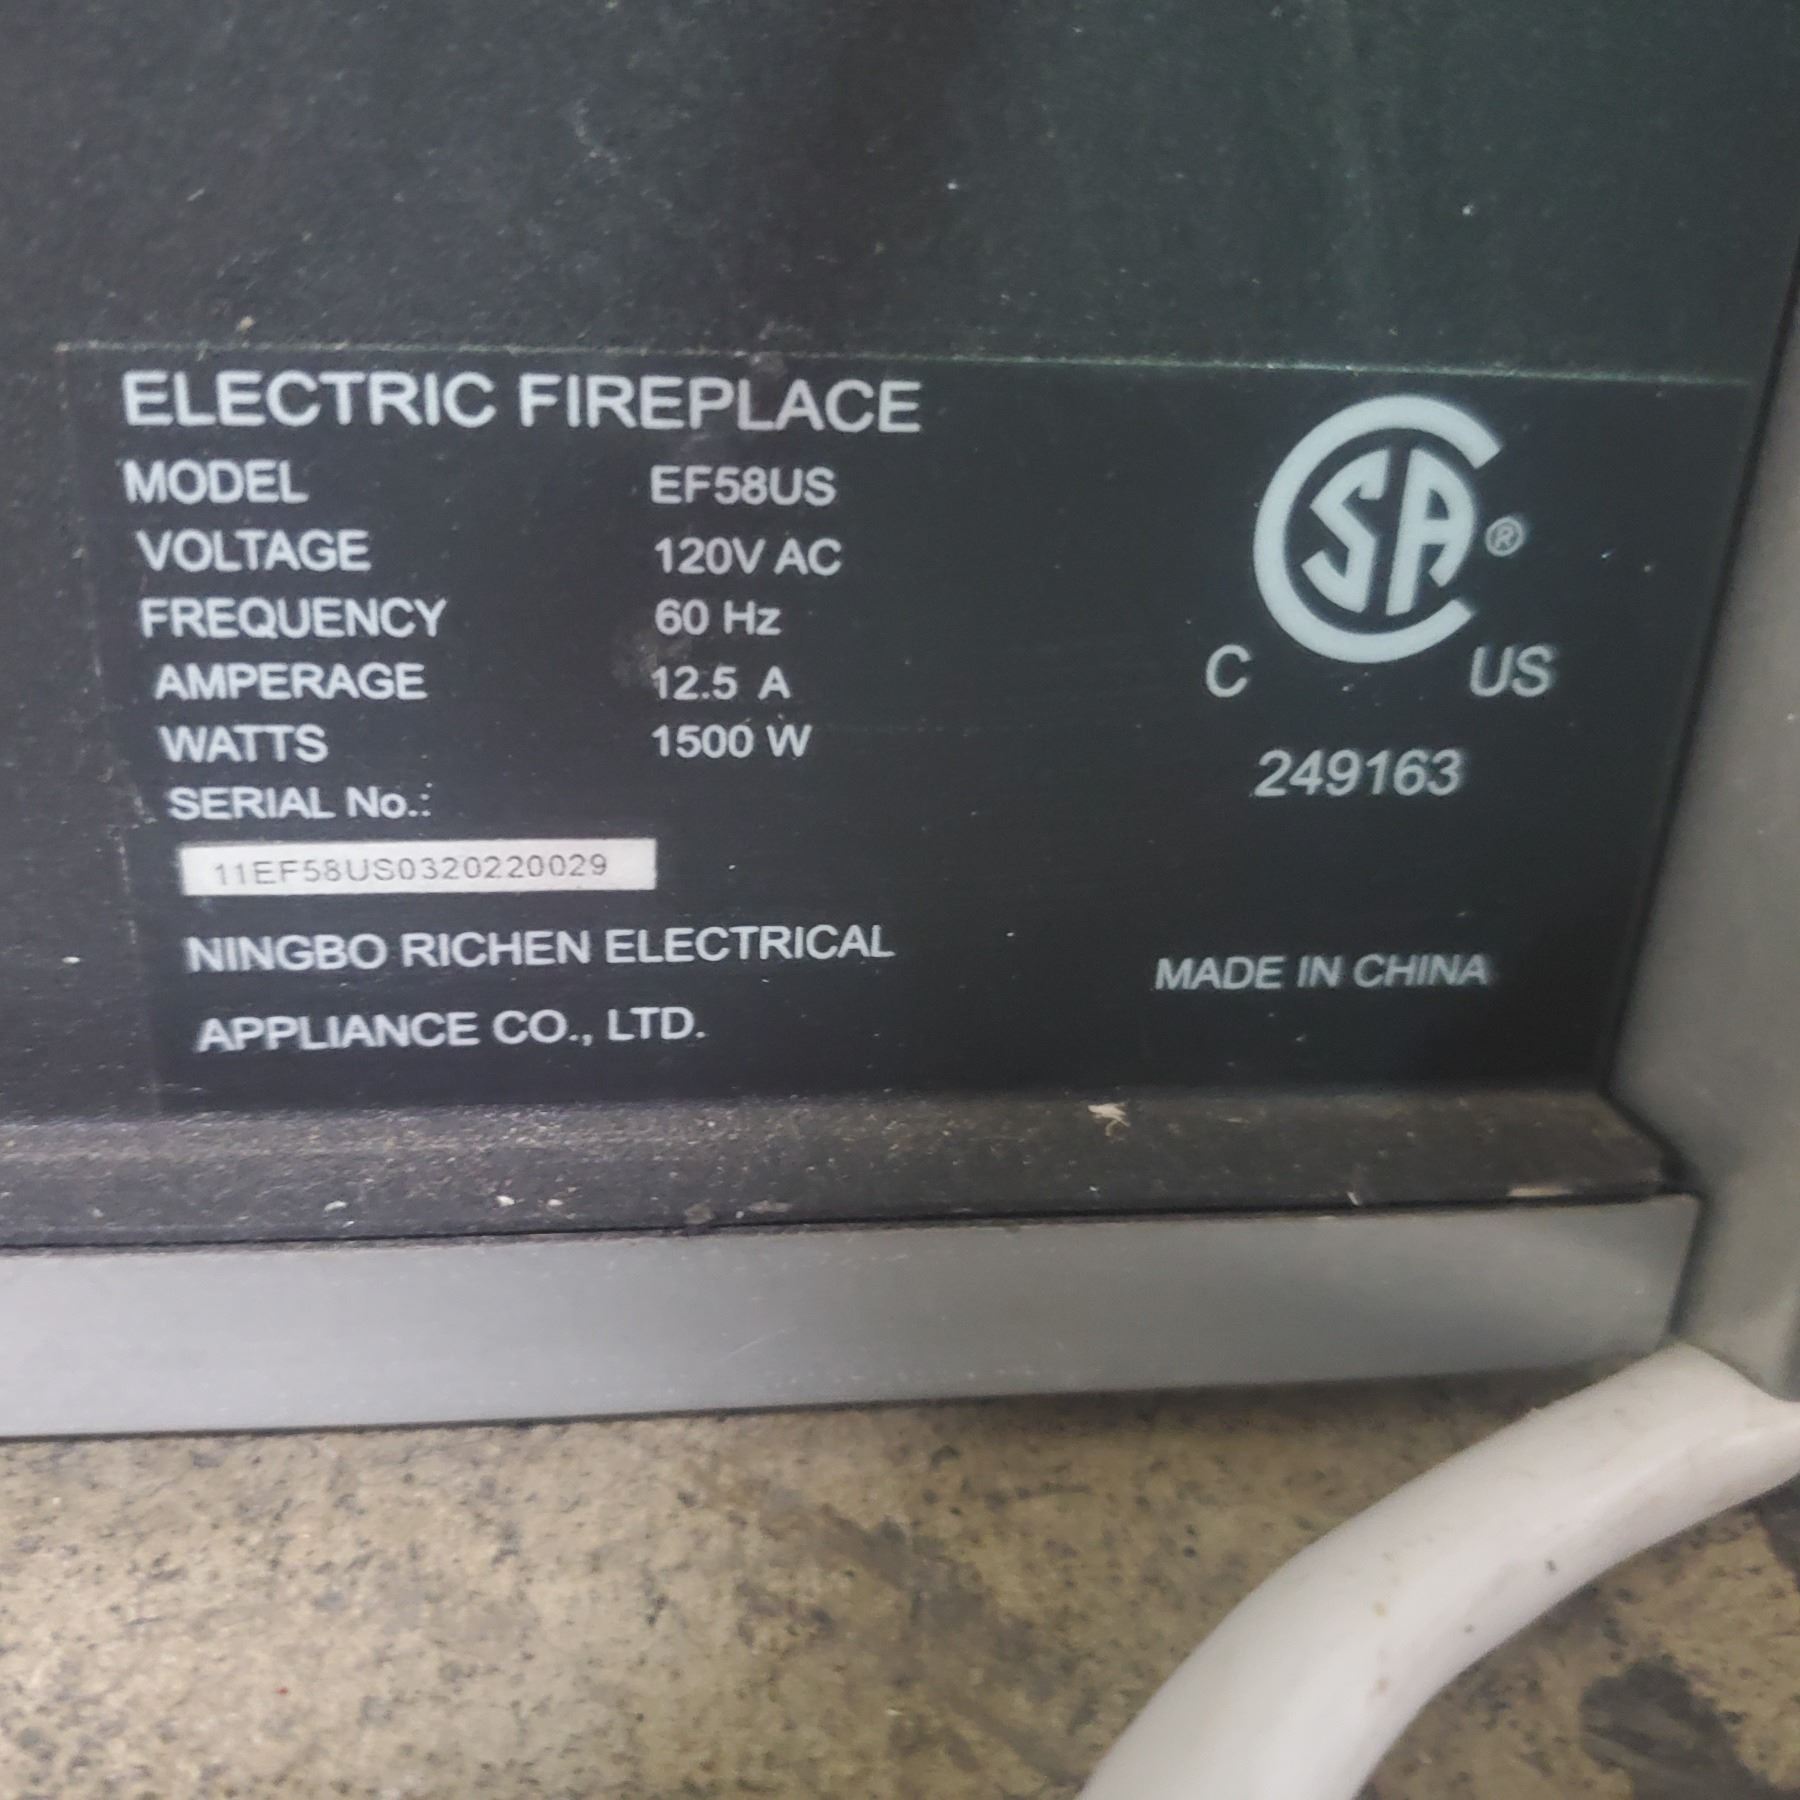 ELECTRIC FIREPLACE
MODEL EF58US
VOLTAGE 120V AC
FREQUENCY 60 Hz
AMPERAGE 12.5 A
WATTS 1500 W
SERIAL No.:
11EF58US0320220029
NINGBO RICHEN ELECTRICAL
APPLIANCE CO., LTD.
SA ®
C US
249163
MADE IN CHINA